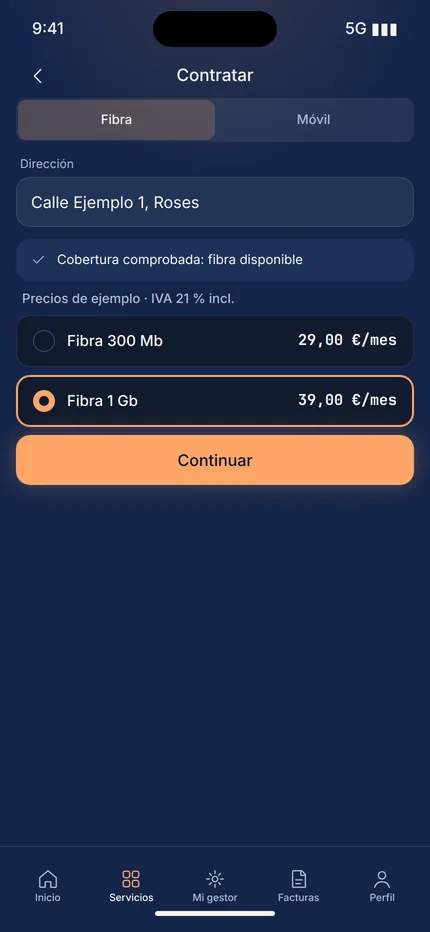 9:41 5G
Contratar
Fibra Móvil
Dirección
Calle Ejemplo 1, Roses
Cobertura comprobada: fibra disponible
Precios de ejemplo · IVA 21 % incl.
Fibra 300 Mb 29,00 €/mes
Fibra 1 Gb 39,00 €/mes
Continuar
Inicio Servicios Mi gestor Facturas Perfil